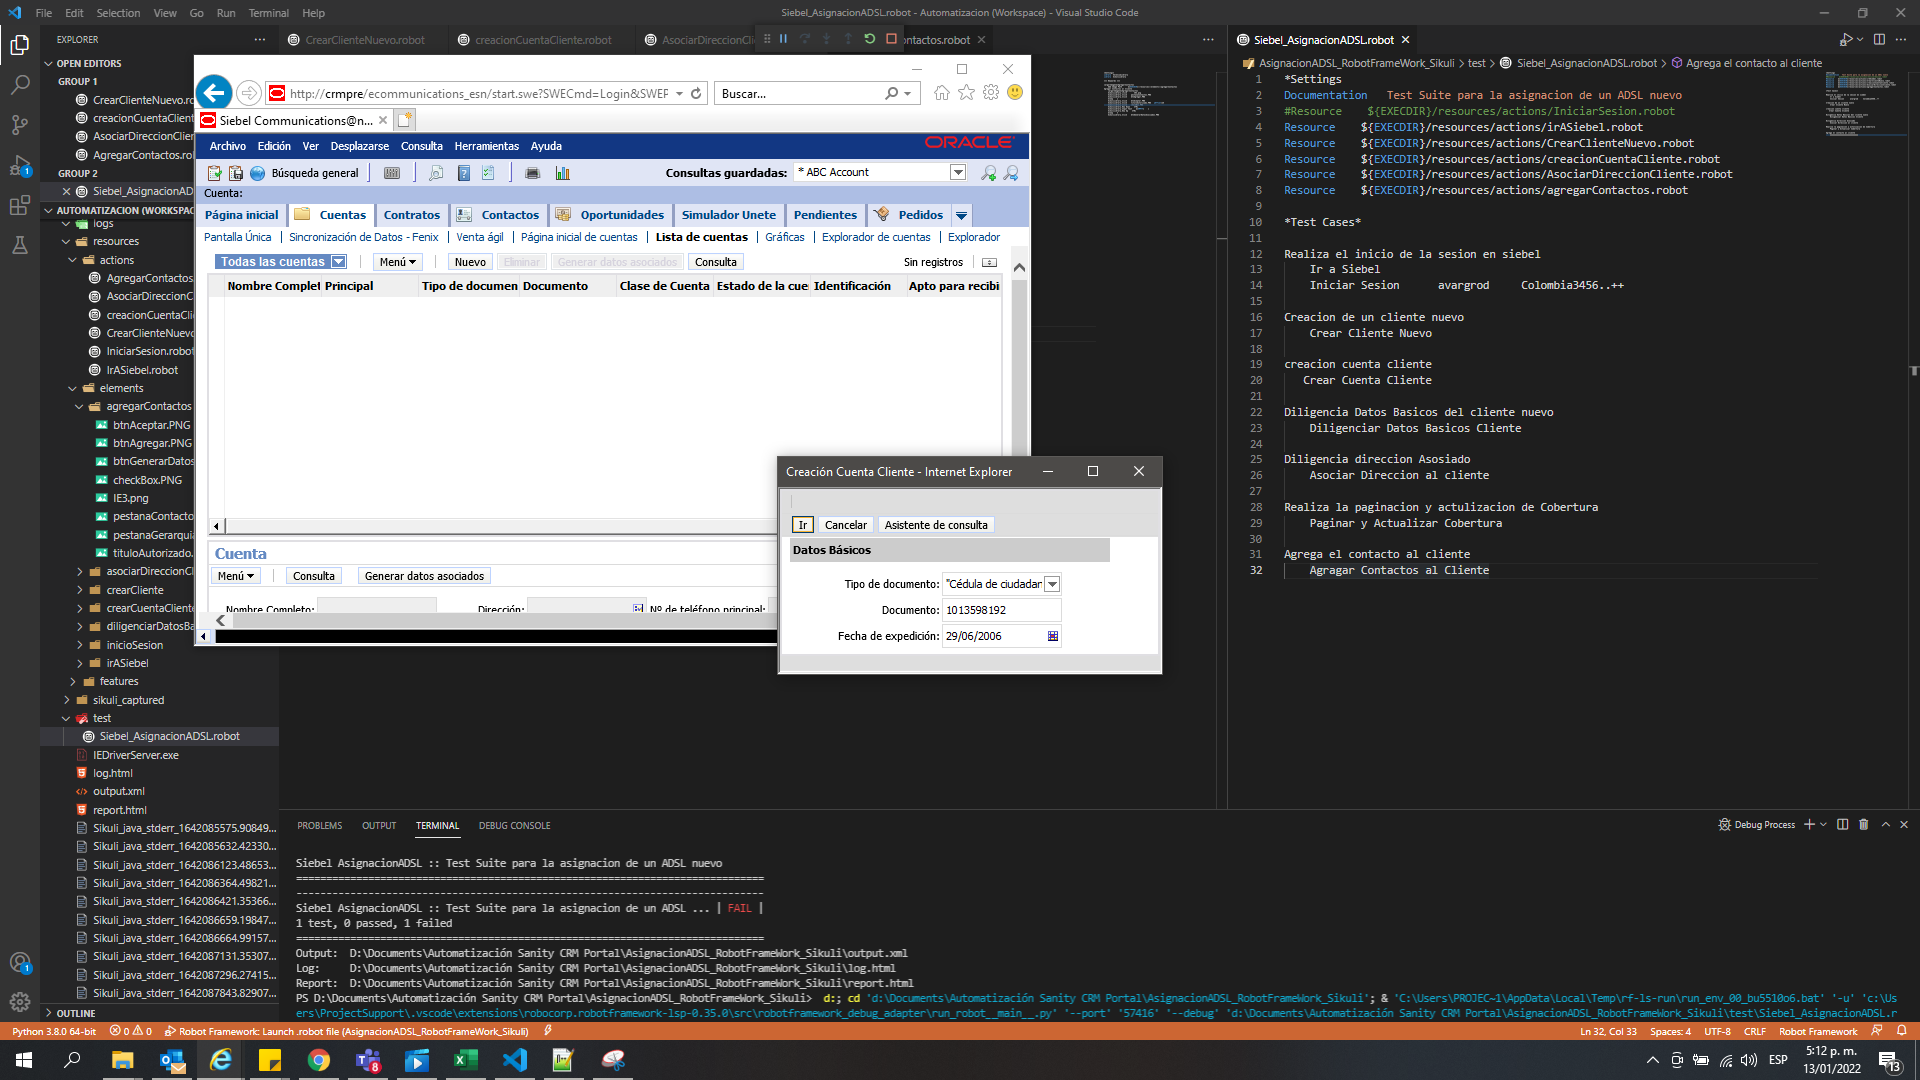 File Edit Selection View Go Run Terminal Help
Siebel_AsignacionADSL.robot - Automatizacion (Workspace) - Visual Studio Code
EXPLORER
OPEN EDITORS
GROUP 1
CrearClienteNuevo.ro
creacionCuentaClient
AsociarDireccionClien
AgregarContactos.rol
GROUP 2
Siebel_AsignacionAD
AUTOMATIZACION (WORKSPAC
logs
resources
actions
AgregarContactos
AsociarDireccionC
creacionCuentaCli
CrearClienteNuevo
IniciarSesion.robot
IrASiebel.robot
elements
agregarContactos
btnAceptar.PNG
btnAgregar.PNG
btnGenerarDatos
checkBox.PNG
IE3.png
pestanaContacto
pestanaGerarquia
tituloAutorizado.
asociarDireccionCl
crearCliente
crearCuentaCliente
diligenciarDatosBa
inicioSesion
irASiebel
features
sikuli_captured
test
Siebel_AsignacionADSL.robot
IEDriverServer.exe
log.html
output.xml
report.html
Sikuli_java_stderr_1642085575.90849...
Sikuli_java_stderr_1642085632.42330...
Sikuli_java_stderr_1642086123.48653...
Sikuli_java_stderr_1642086364.49821...
Sikuli_java_stderr_1642086421.35366...
Sikuli_java_stderr_1642086659.19847...
Sikuli_java_stderr_1642086664.99157...
Sikuli_java_stderr_1642087131.35307...
Sikuli_java_stderr_1642087296.27415...
Sikuli_java_stderr_1642087843.82907...
OUTLINE
CrearClienteNuevo.robot
creacionCuentaCliente.robot
AsociarDireccionCli
ontactos.robot
http://crmpre/ecommunications_esn/start.swe?SWECmd=Login&SWEF
Buscar...
Siebel Communications@n...
Archivo Edición Ver Desplazarse Consulta Herramientas Ayuda
ORACLE
Búsqueda general
Consultas guardadas: * ABC Account
Cuenta:
Página inicial Cuentas Contratos Contactos Oportunidades Simulador Unete Pendientes Pedidos
Pantalla Única | Sincronización de Datos - Fenix | Venta ágil | Página inicial de cuentas | Lista de cuentas | Gráficas | Explorador de cuentas | Explorador
Todas las cuentas Menú Nuevo Eliminar Generar datos asociados Consulta Sin registros
Nombre Complet Principal Tipo de documen Documento Clase de Cuenta Estado de la cue Identificación Apto para recibi
Cuenta
Menú Consulta Generar datos asociados
Nombre Completo: Dirección: Nº de teléfono principal:
Creación Cuenta Cliente - Internet Explorer
Ir Cancelar Asistente de consulta
Datos Básicos
Tipo de documento: "Cédula de ciudadar
Documento: 1013598192
Fecha de expedición: 29/06/2006
Siebel_AsignacionADSL.robot
AsignacionADSL_RobotFrameWork_Sikuli > test > Siebel_AsignacionADSL.robot > Agrega el contacto al cliente
1 *Settings
2 Documentation Test Suite para la asignacion de un ADSL nuevo
3 #Resource ${EXECDIR}/resources/actions/IniciarSesion.robot
4 Resource ${EXECDIR}/resources/actions/irASiebel.robot
5 Resource ${EXECDIR}/resources/actions/CrearClienteNuevo.robot
6 Resource ${EXECDIR}/resources/actions/creacionCuentaCliente.robot
7 Resource ${EXECDIR}/resources/actions/AsociarDireccionCliente.robot
8 Resource ${EXECDIR}/resources/actions/agregarContactos.robot
9
10 *Test Cases*
11
12 Realiza el inicio de la sesion en siebel
13 Ir a Siebel
14 Iniciar Sesion avargrod Colombia3456..++
15
16 Creacion de un cliente nuevo
17 Crear Cliente Nuevo
18
19 creacion cuenta cliente
20 Crear Cuenta Cliente
21
22 Diligencia Datos Basicos del cliente nuevo
23 Diligenciar Datos Basicos Cliente
24
25 Diligencia direccion Asosiado
26 Asociar Direccion al cliente
27
28 Realiza la paginacion y actulizacion de Cobertura
29 Paginar y Actualizar Cobertura
30
31 Agrega el contacto al cliente
32 Agragar Contactos al Cliente
PROBLEMS OUTPUT TERMINAL DEBUG CONSOLE
Debug Process
Siebel AsignacionADSL :: Test Suite para la asignacion de un ADSL nuevo
==============================================================================
------------------------------------------------------------------------------
Siebel AsignacionADSL :: Test Suite para la asignacion de un ADSL ... | FAIL |
1 test, 0 passed, 1 failed
==============================================================================
Output: D:\Documents\Automatización Sanity CRM Portal\AsignacionADSL_RobotFrameWork_Sikuli\output.xml
Log: D:\Documents\Automatización Sanity CRM Portal\AsignacionADSL_RobotFrameWork_Sikuli\log.html
Report: D:\Documents\Automatización Sanity CRM Portal\AsignacionADSL_RobotFrameWork_Sikuli\report.html
PS D:\Documents\Automatización Sanity CRM Portal\AsignacionADSL_RobotFrameWork_Sikuli> d:; cd 'd:\Documents\Automatización Sanity CRM Portal\AsignacionADSL_RobotFrameWork_Sikuli'; & 'C:\Users\PROJEC~1\AppData\Local\Temp\rf-ls-run\run_env_00_bu5510o6.bat' '-u' 'c:\Us
ers\ProjectSupport\.vscode\extensions\robocorp.robotframework-lsp-0.35.0\src\robotframework_debug_adapter\run_robot__main__.py' '--port' '57416' '--debug' 'd:\Documents\Automatización Sanity CRM Portal\AsignacionADSL_RobotFrameWork_Sikuli\test\Siebel_AsignacionADSL.r
Python 3.8.0 64-bit 0 0 Robot Framework: Launch .robot file (AsignacionADSL_RobotFrameWork_Sikuli)
Ln 32, Col 33 Spaces: 4 UTF-8 CRLF Robot Framework
ESP
5:12 p. m.
13/01/2022
13